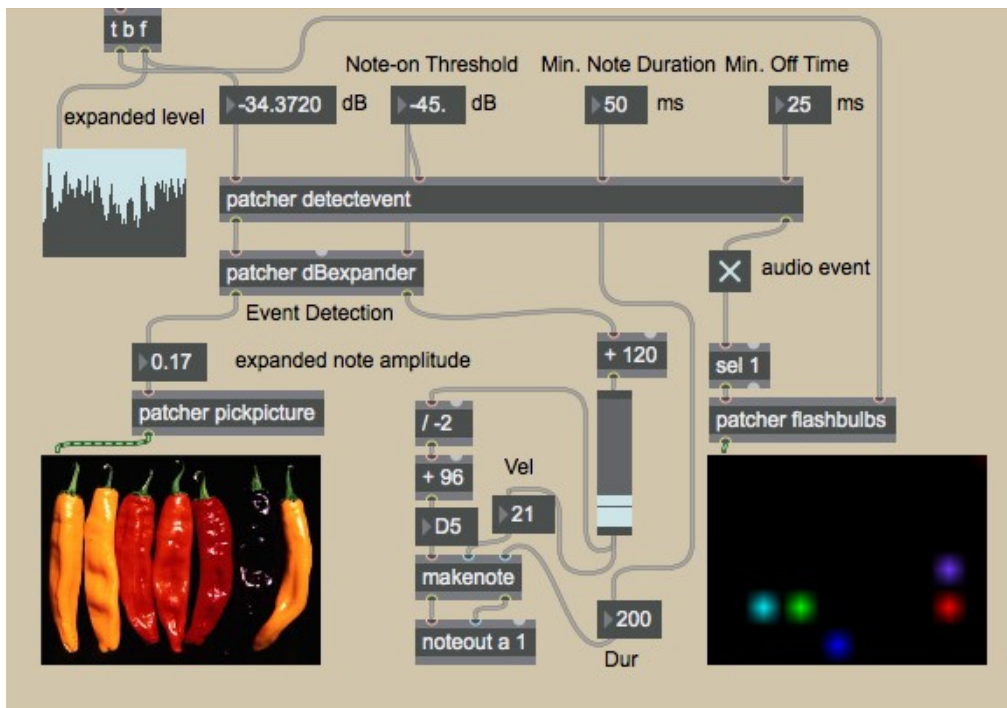 t b f
Note-on Threshold
Min. Note Duration
Min. Off Time
expanded level
-34.3720
dB
-45.
dB
50
ms
25
ms
patcher detectevent
patcher dBexpander
audio event
Event Detection
0.17
expanded note amplitude
+ 120
sel 1
patcher pickpicture
/ -2
patcher flashbulbs
+ 96
Vel
D5
21
makenote
200
noteout a 1
Dur